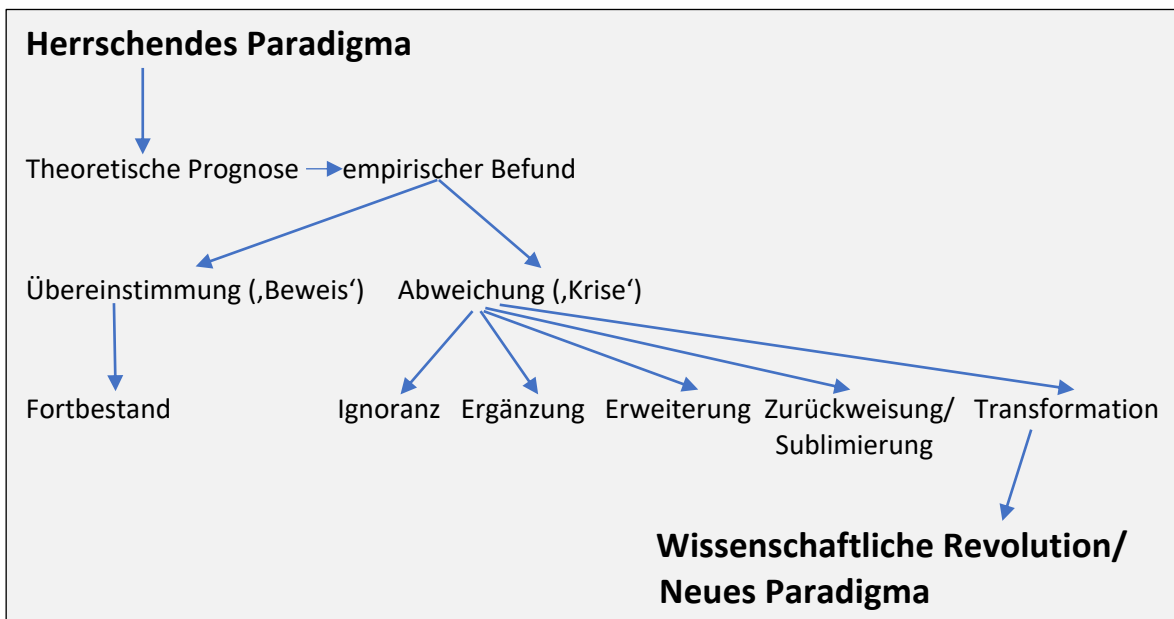 Herrschendes Paradigma
Theoretische Prognose empirischer Befund
Übereinstimmung (‚Beweis‘) Abweichung (‚Krise‘)
Fortbestand Ignoranz Ergänzung Erweiterung Zurückweisung/ Transformation
Sublimierung
Wissenschaftliche Revolution/
Neues Paradigma